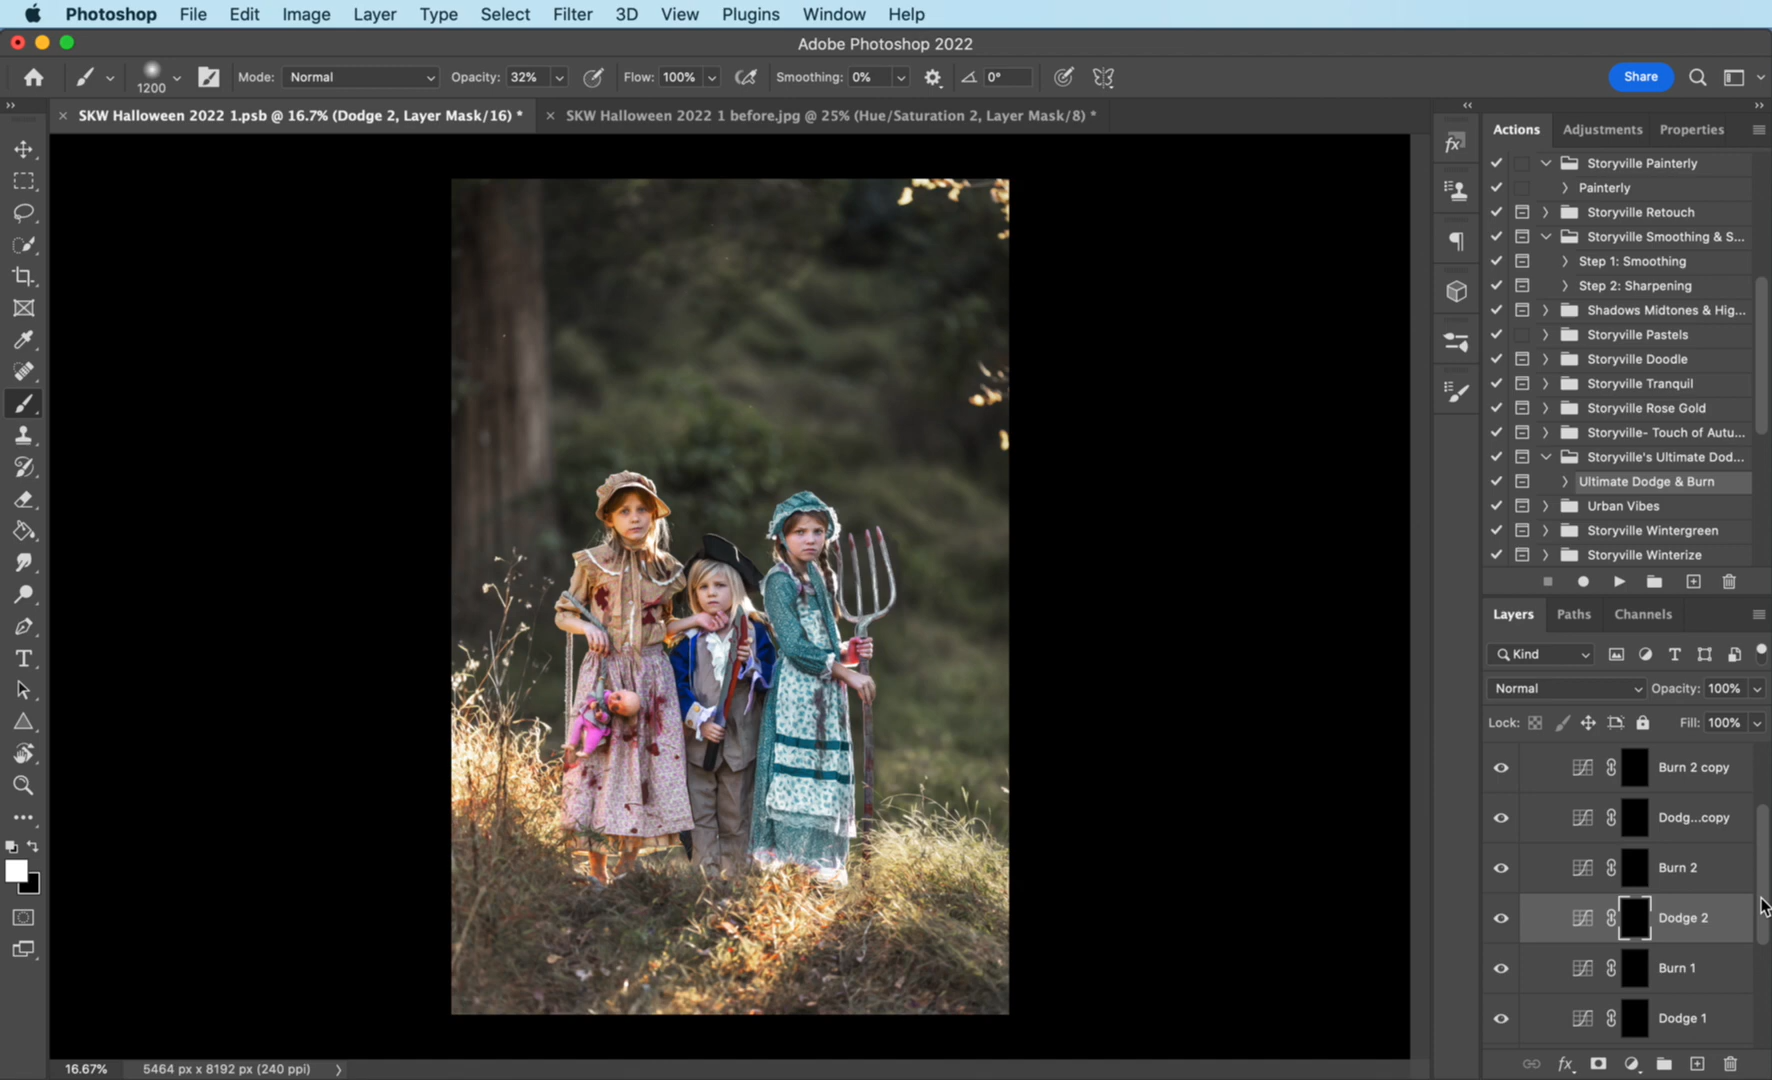 Photoshop File Edit Image Layer Type Select Filter 3D View Plugins Window Help
Adobe Photoshop 2022
1200 Mode: Normal Opacity: 32% Flow: 100% Smoothing: 0% 0° Share
SKW Halloween 2022 1.psb @ 16.7% (Dodge 2, Layer Mask/16) * SKW Halloween 2022 1 before.jpg @ 25% (Hue/Saturation 2, Layer Mask/8) *
Actions Adjustments Properties
Storyville Painterly
Painterly
Storyville Retouch
Storyville Smoothing & S...
Step 1: Smoothing
Step 2: Sharpening
Shadows Midtones & Hig...
Storyville Pastels
Storyville Doodle
Storyville Tranquil
Storyville Rose Gold
Storyville- Touch of Autu...
Storyville's Ultimate Dod...
Ultimate Dodge & Burn
Urban Vibes
Storyville Wintergreen
Storyville Winterize
Layers Paths Channels
Kind
Normal Opacity: 100%
Lock: Fill: 100%
Burn 2 copy
Dodg...copy
Burn 2
Dodge 2
Burn 1
Dodge 1
16.67% 5464 px x 8192 px (240 ppi)